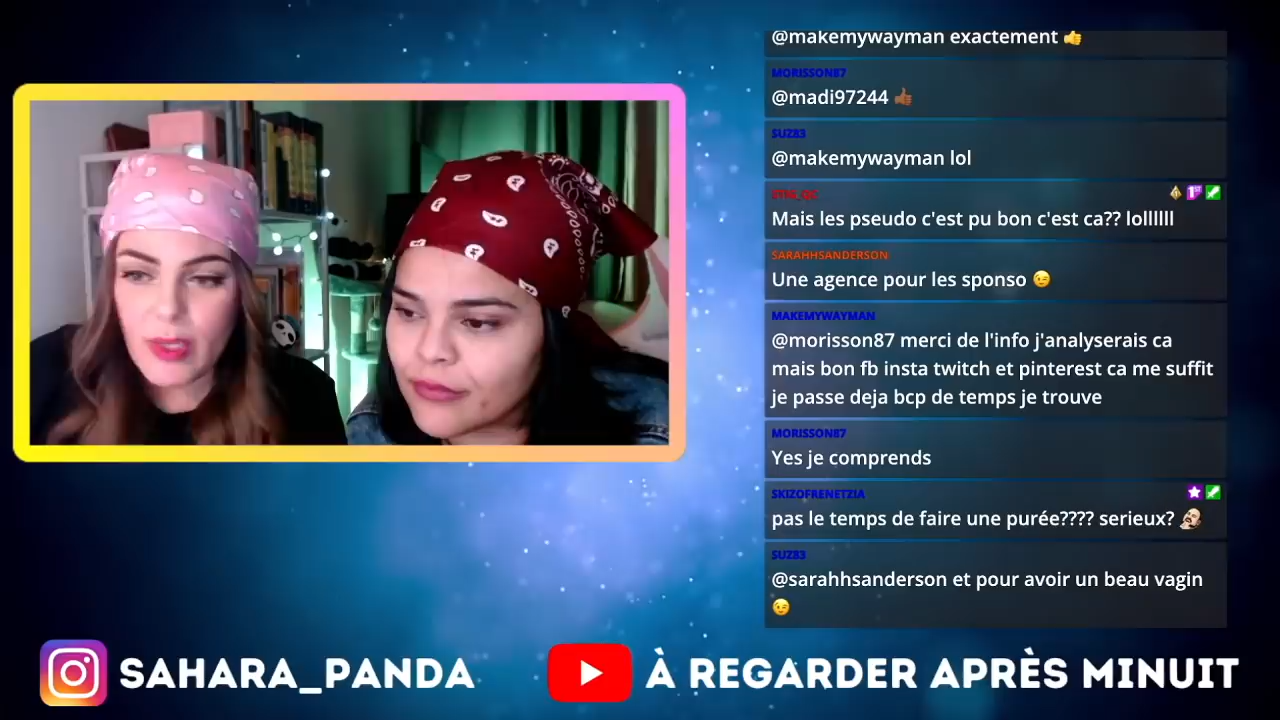 @makemywayman exactement
MORISSON87
@madi97244
SUZ83
@makemywayman lol
STHI_QC
Mais les pseudo c'est pu bon c'est ca?? lollllll
SARAHHSANDERSON
Une agence pour les sponso
MAKEMYWAYMAN
@morisson87 merci de l'info j'analyserais ca
mais bon fb insta twitch et pinterest ca me suffit
je passe deja bcp de temps je trouve
MORISSON87
Yes je comprends
SKIZOFRENETZIA
pas le temps de faire une purée???? serieux?
SUZ83
@sarahhsanderson et pour avoir un beau vagin
SAHARA_PANDA
À REGARDER APRÈS MINUIT